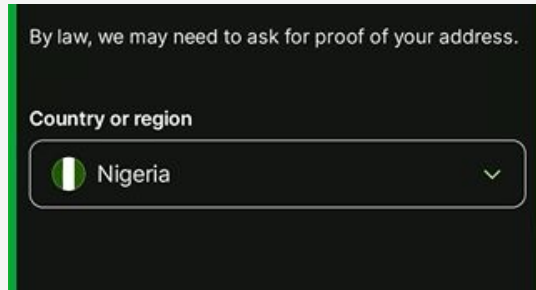 By law, we may need to ask for proof of your address.
Country or region
Nigeria